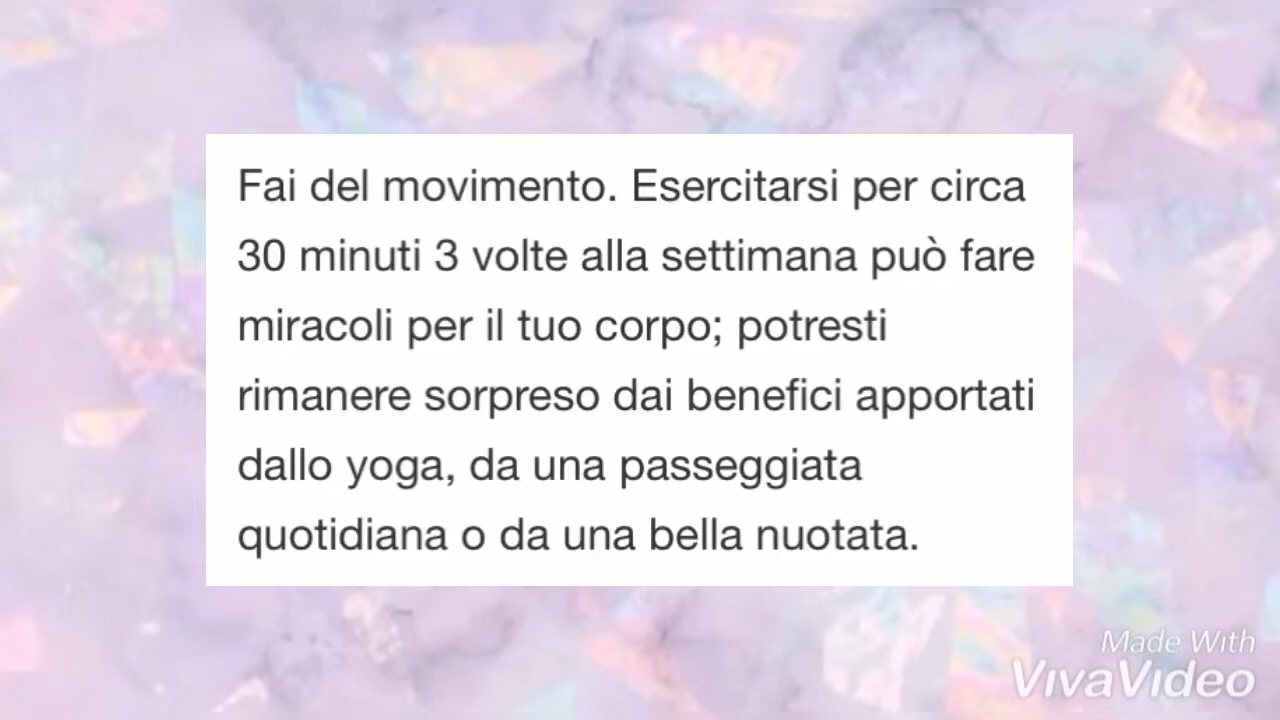 Fai del movimento. Esercitarsi per circa
30 minuti 3 volte alla settimana può fare
miracoli per il tuo corpo; potresti
rimanere sorpreso dai benefici apportati
dallo yoga, da una passeggiata
quotidiana o da una bella nuotata.
Made With
VivaVideo